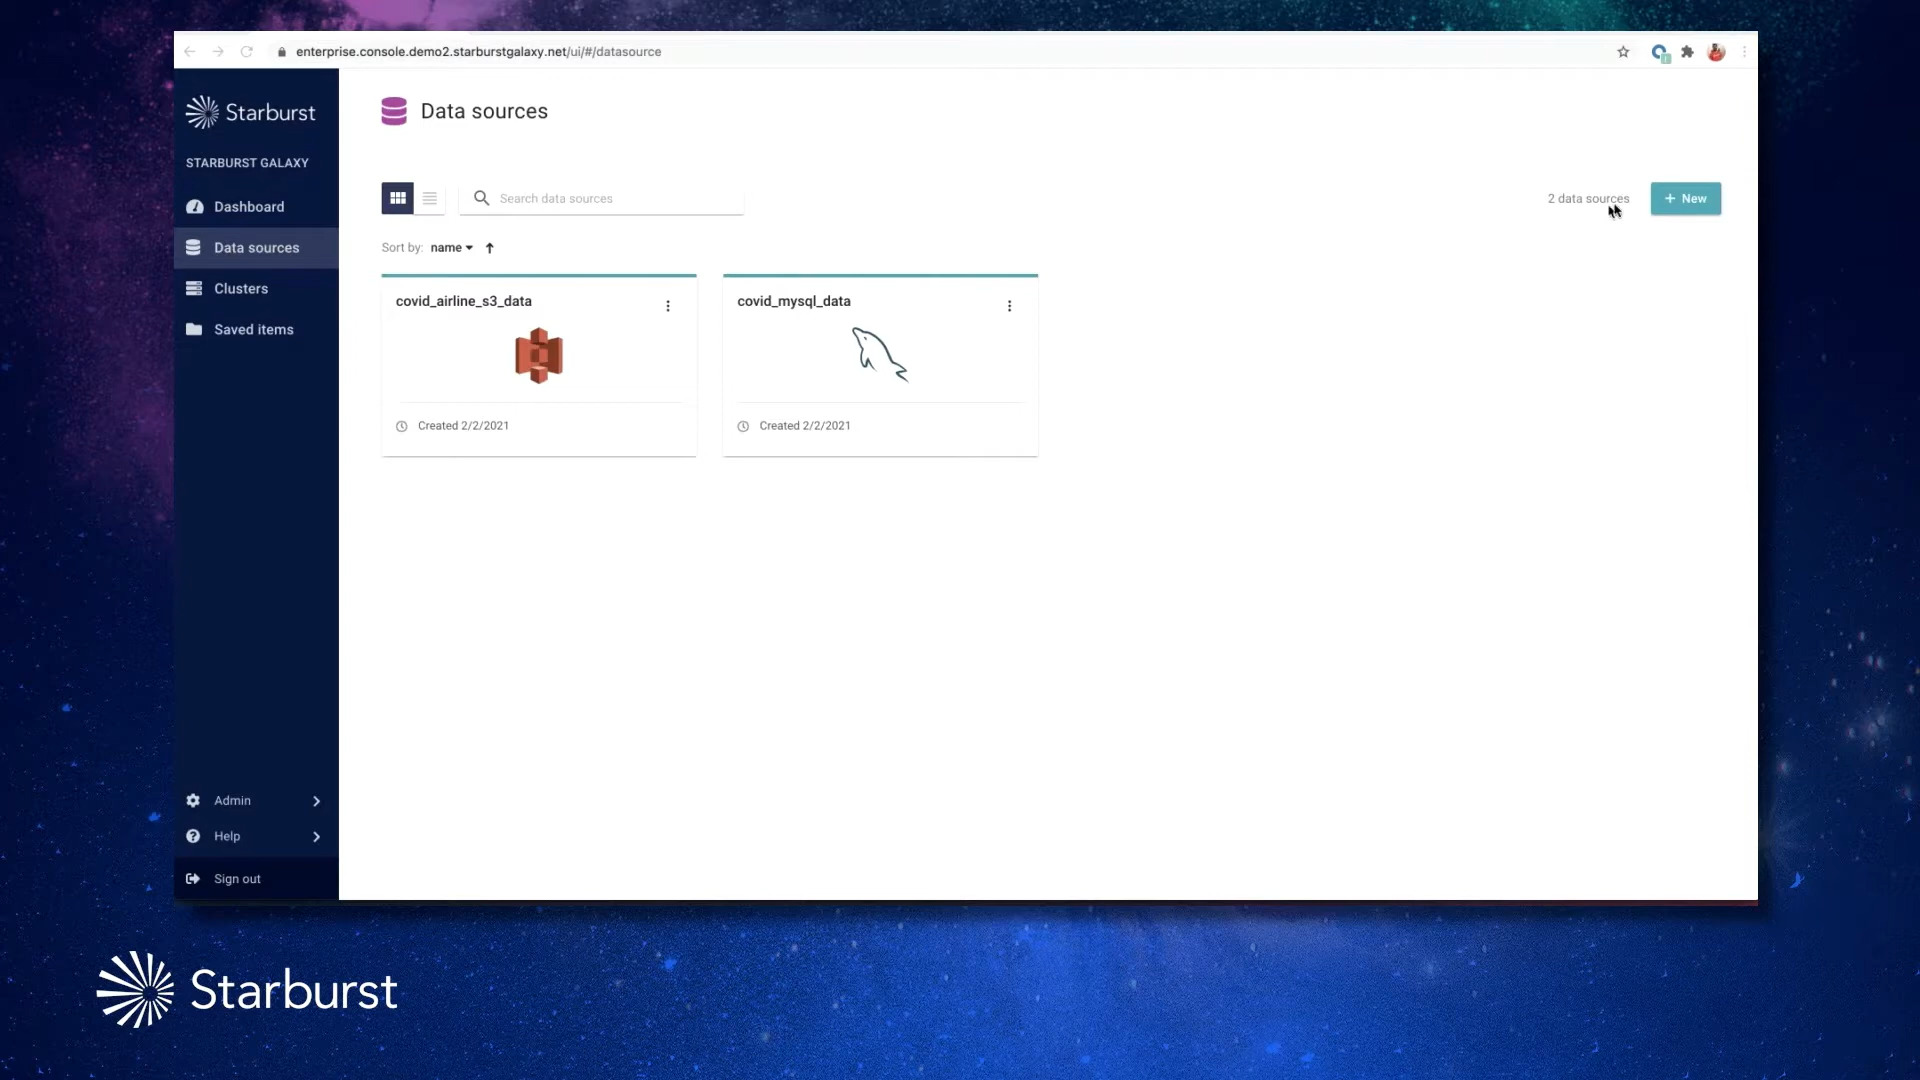 enterprise.console.demo2.starburstgalaxy.net/ui/#/datasource
Starburst
STARBURST GALAXY
Dashboard
Data sources
Clusters
Saved items
Admin
Help
Sign out
Data sources
Search data sources
2 data sources
+ New
Sort by: name
covid_airline_s3_data
Created 2/2/2021
covid_mysql_data
Created 2/2/2021
Starburst